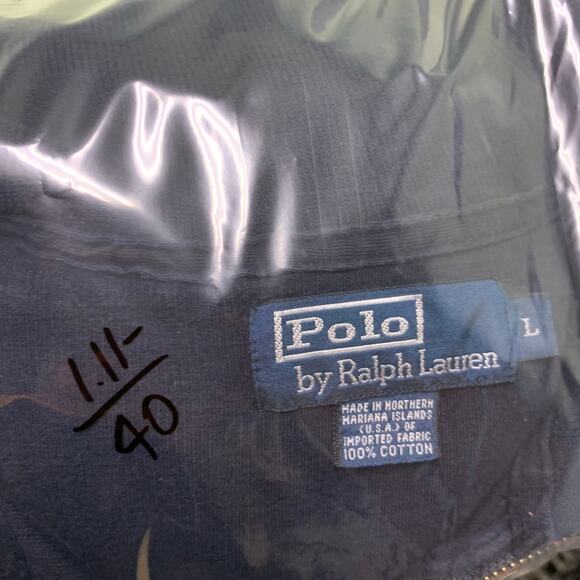 Polo
by Ralph Lauren
L
MADE IN NORTHERN
MARIANA ISLANDS
(U.S.A.) OF
IMPORTED FABRIC
100% COTTON
1.11-
40